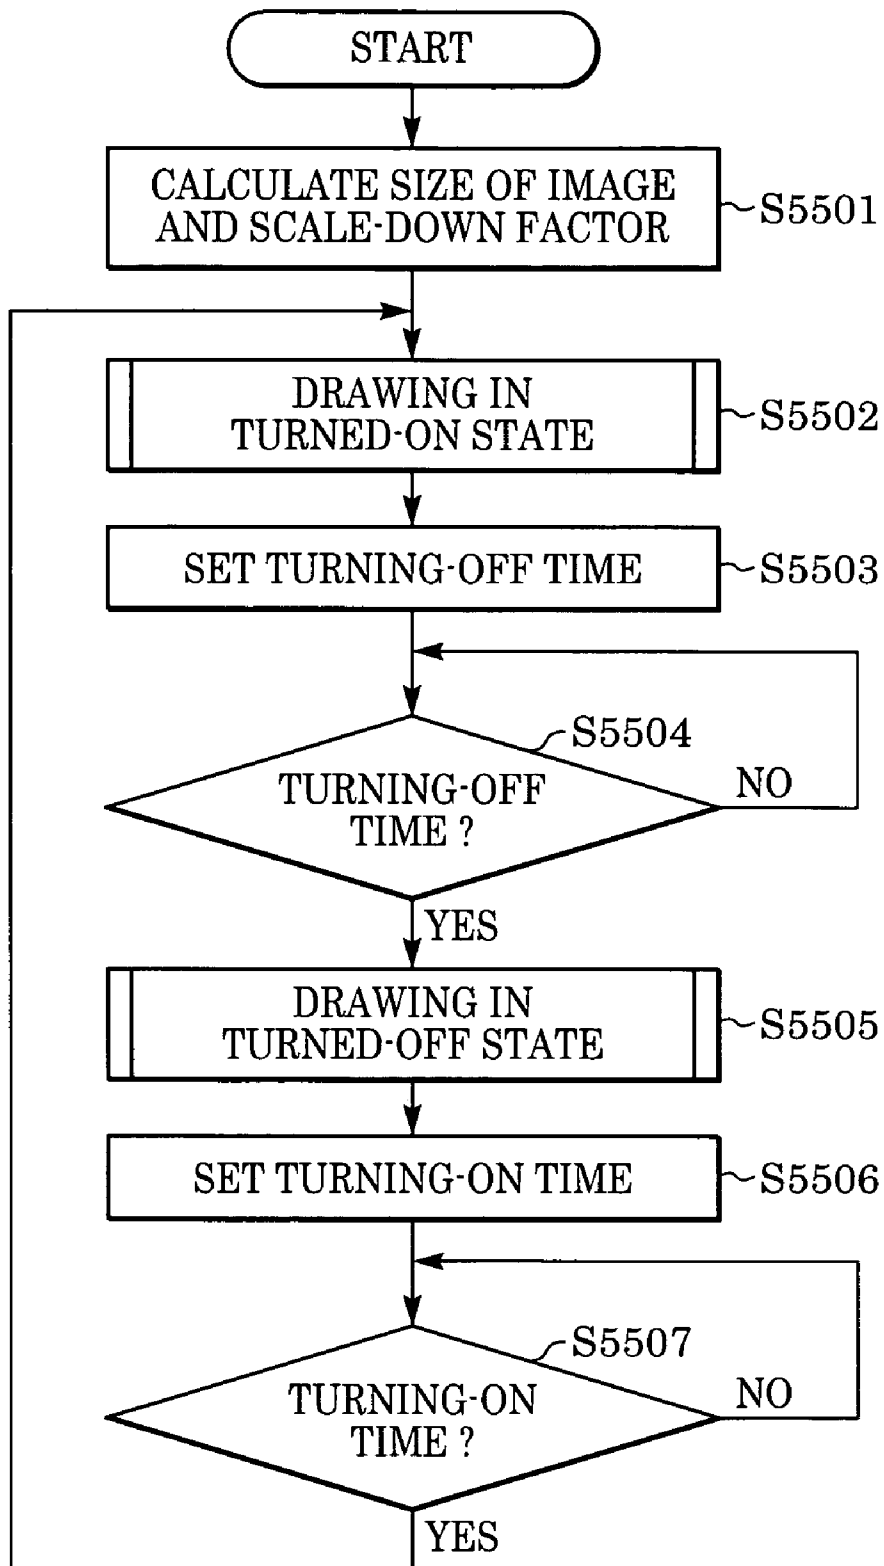 START
CALCULATE SIZE OF IMAGE
AND SCALE-DOWN FACTOR
S5501
DRAWING IN
TURNED-ON STATE
S5502
SET TURNING-OFF TIME
S5503
S5504
TURNING-OFF
TIME ?
NO
YES
DRAWING IN
TURNED-OFF STATE
S5505
SET TURNING-ON TIME
S5506
S5507
TURNING-ON
TIME ?
NO
YES